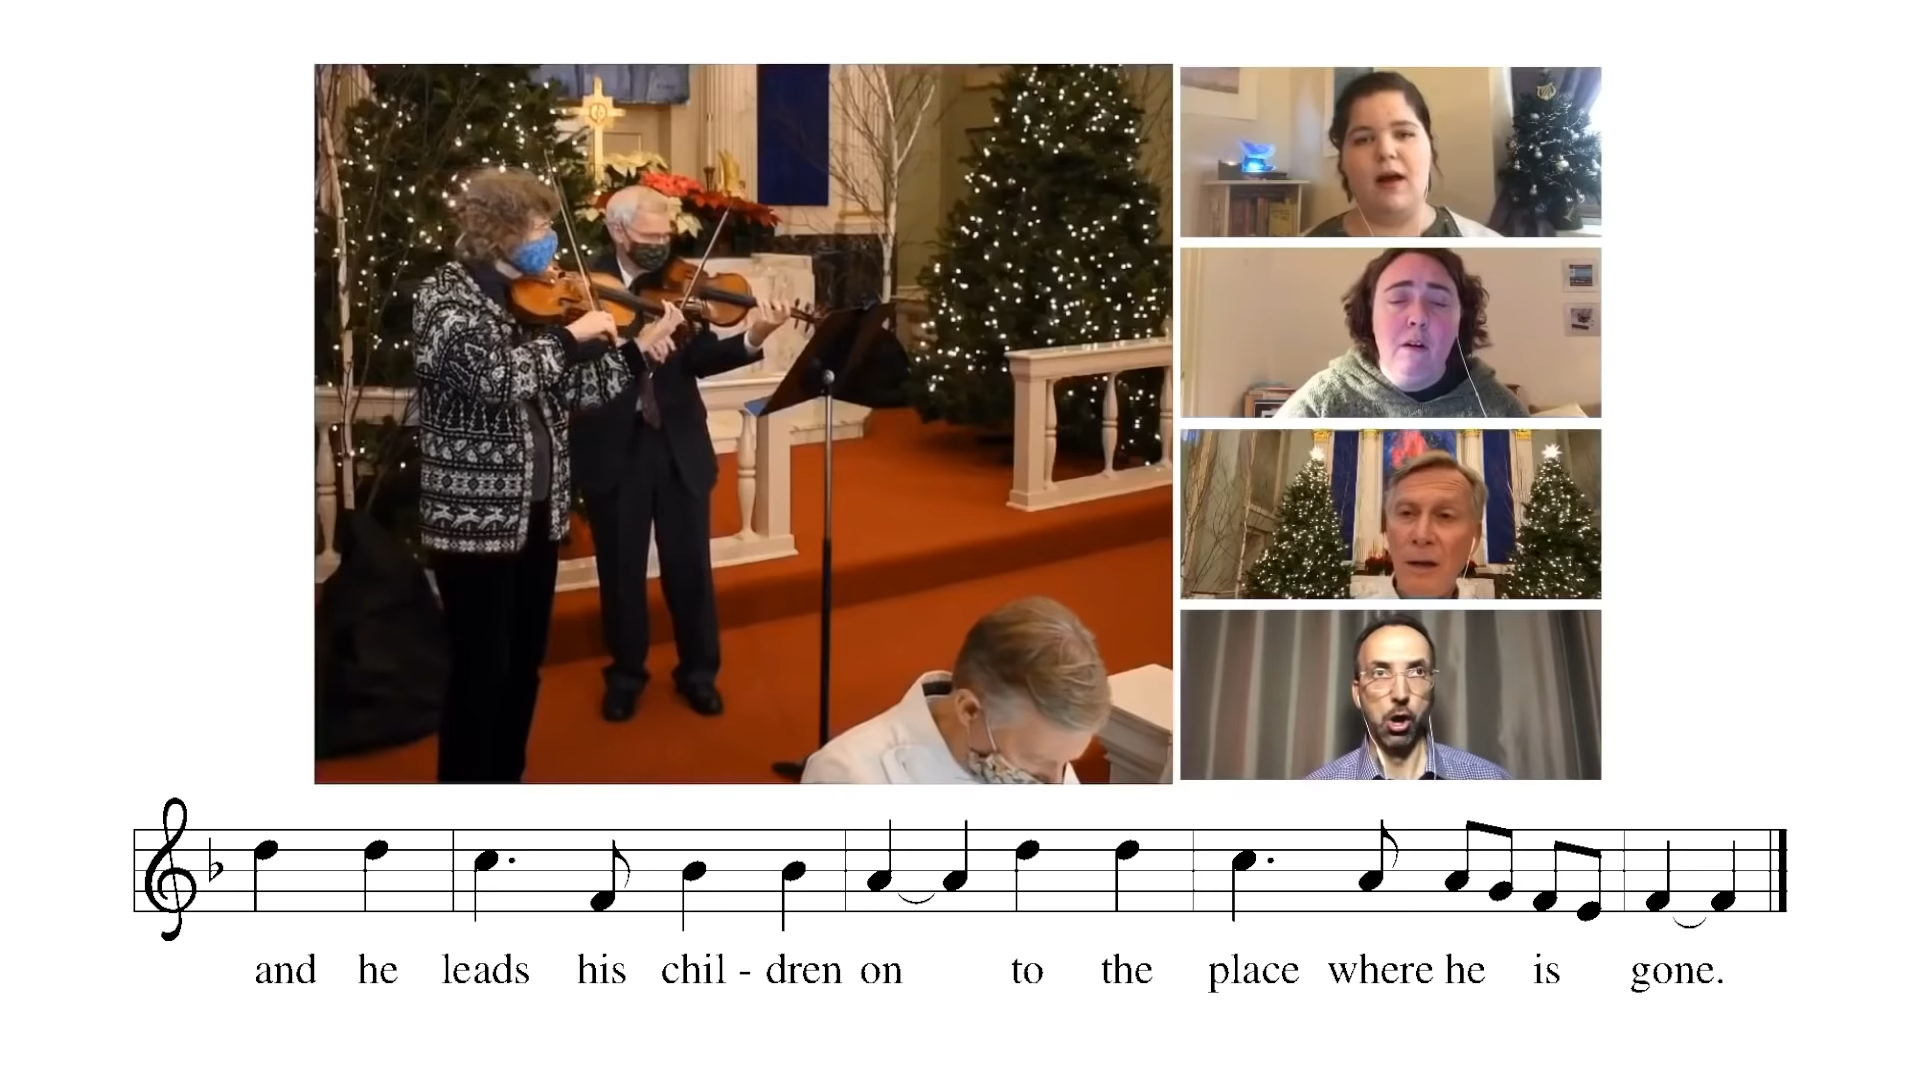 and he leads his chil - dren on to the place where he is gone.